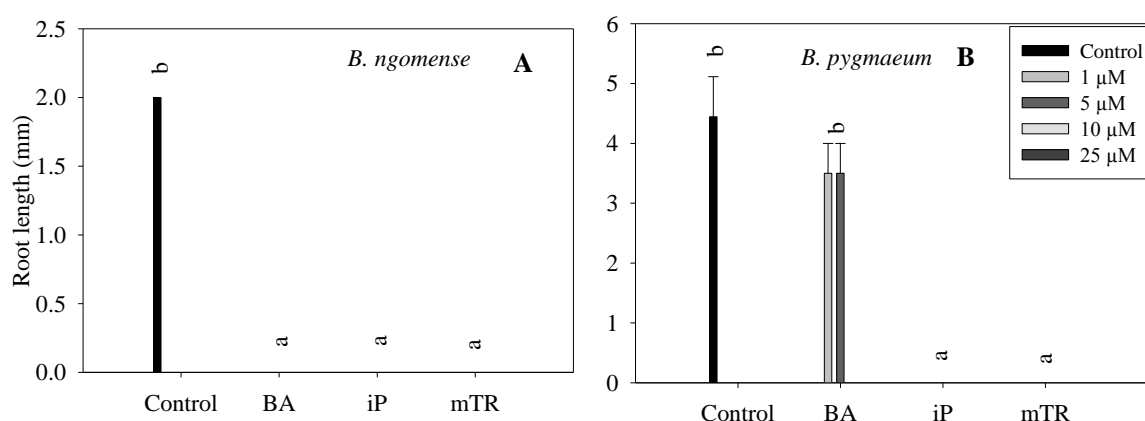 B. ngomense A
Root length (mm)
2.5
2.0
1.5
1.0
0.5
0.0
b
a
a
a
Control BA iP mTR
B. pygmaeum B
6
5
4
3
2
1
0
b
b
a
a
Control BA iP mTR
Control
1 µM
5 µM
10 µM
25 µM